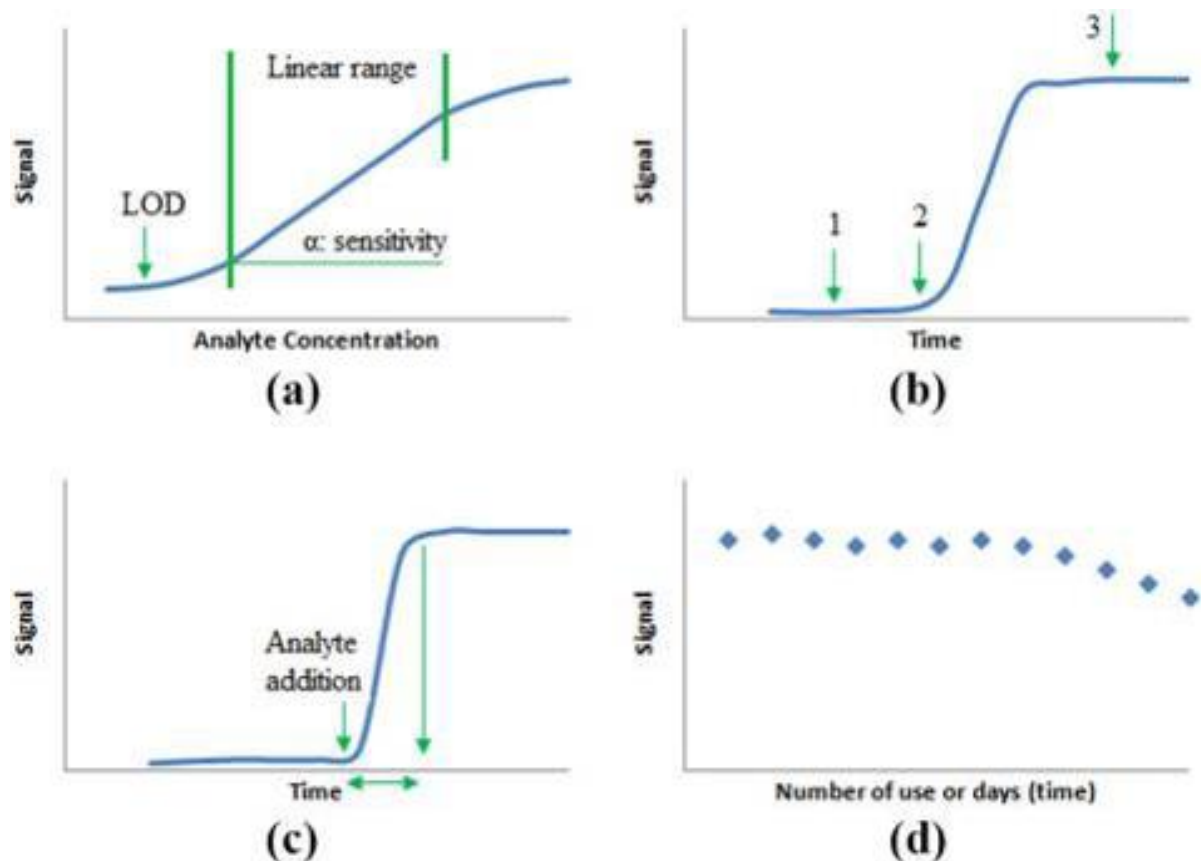 Signal
Linear range
LOD
α: sensitivity
Analyte Concentration
(a)
Signal
1
2
3
Time
(b)
Signal
Analyte
addition
Time
(c)
Signal
Number of use or days (time)
(d)